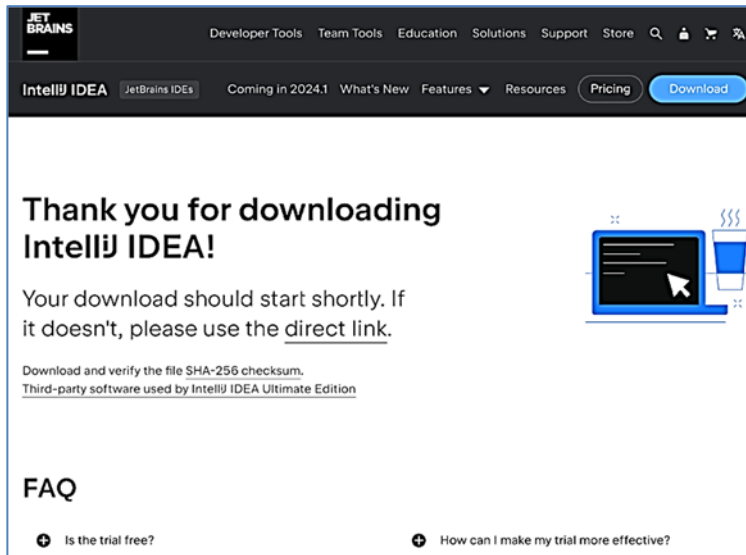 JET
BRAINS
Developer Tools Team Tools Education Solutions Support Store
IntelliJ IDEA JetBrains IDEs Coming in 2024.1 What's New Features Resources Pricing Download
Thank you for downloading
IntelliJ IDEA!
Your download should start shortly. If
it doesn't, please use the direct link.
Download and verify the file SHA-256 checksum.
Third-party software used by IntelliJ IDEA Ultimate Edition
FAQ
Is the trial free? How can I make my trial more effective?